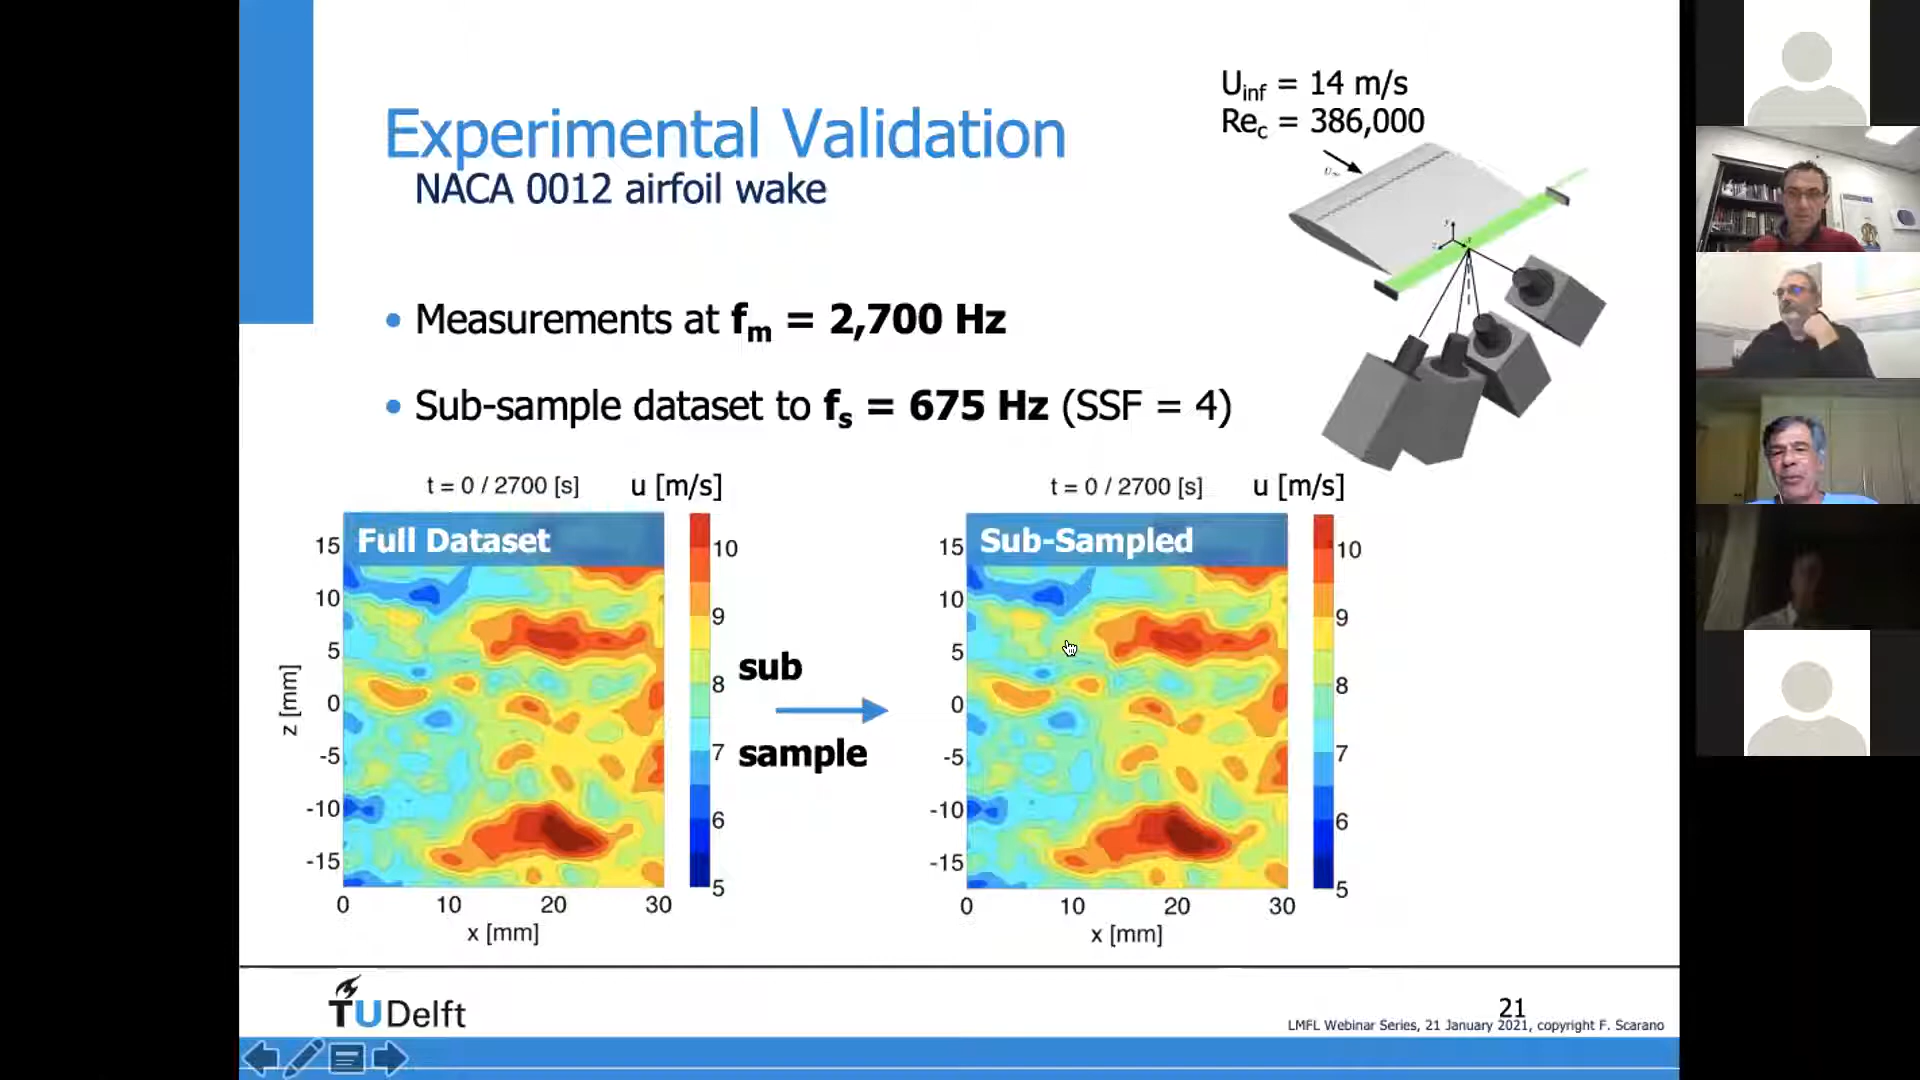 U_inf = 14 m/s
Re_c = 386,000
Experimental Validation
NACA 0012 airfoil wake
• Measurements at f_m = 2,700 Hz
• Sub-sample dataset to f_s = 675 Hz (SSF = 4)
t = 0 / 2700 [s] u [m/s]
Full Dataset
15
10
5
0
-5
-10
-15
z [mm]
0 10 20 30
x [mm]
10
9
8
7
6
5
sub
sample
t = 0 / 2700 [s] u [m/s]
Sub-Sampled
15
10
5
0
-5
-10
-15
0 10 20 30
x [mm]
10
9
8
7
6
5
TUDelft
21
LMFL Webinar Series, 21 January 2021, copyright F. Scarano